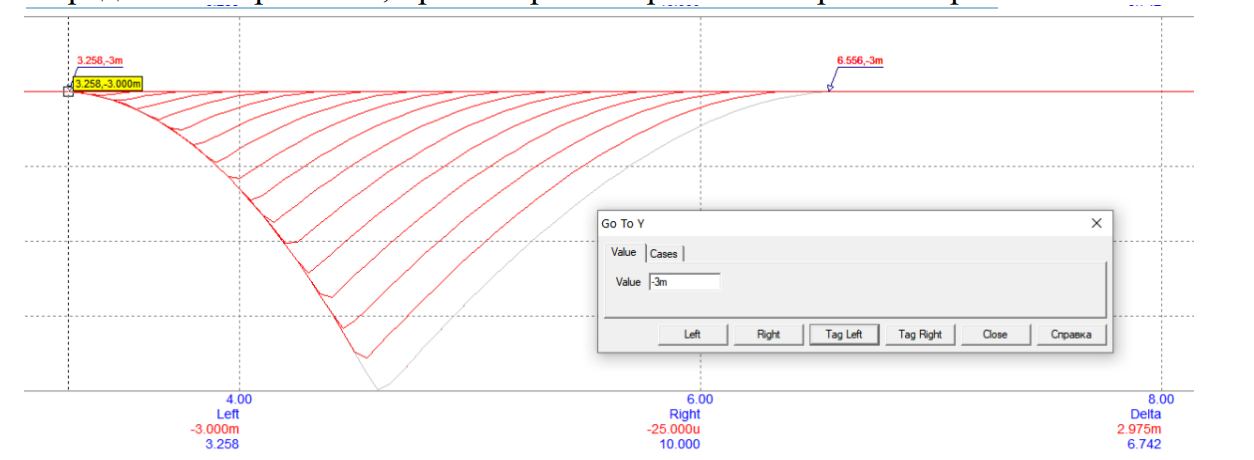 3.258,-3m
6.556,-3m
3.258,-3.000m
Go To Y
Value Cases
Value -3m
Left Right Tag Left Tag Right Close Справка
4.00 6.00 8.00
Left Right Delta
-3.000m -25.000u 2.975m
3.258 10.000 6.742